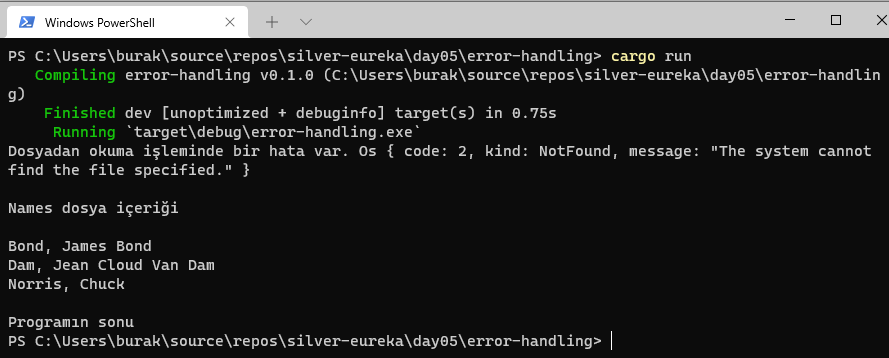 Windows PowerShell
PS C:\Users\burak\source\repos\silver-eureka\day05\error-handling> cargo run
   Compiling error-handling v0.1.0 (C:\Users\burak\source\repos\silver-eureka\day05\error-handlin
g)
    Finished dev [unoptimized + debuginfo] target(s) in 0.75s
     Running `target\debug\error-handling.exe`
Dosyadan okuma işleminde bir hata var. Os { code: 2, kind: NotFound, message: "The system cannot
find the file specified." }

Names dosya içeriği

Bond, James Bond
Dam, Jean Cloud Van Dam
Norris, Chuck

Programın sonu
PS C:\Users\burak\source\repos\silver-eureka\day05\error-handling>